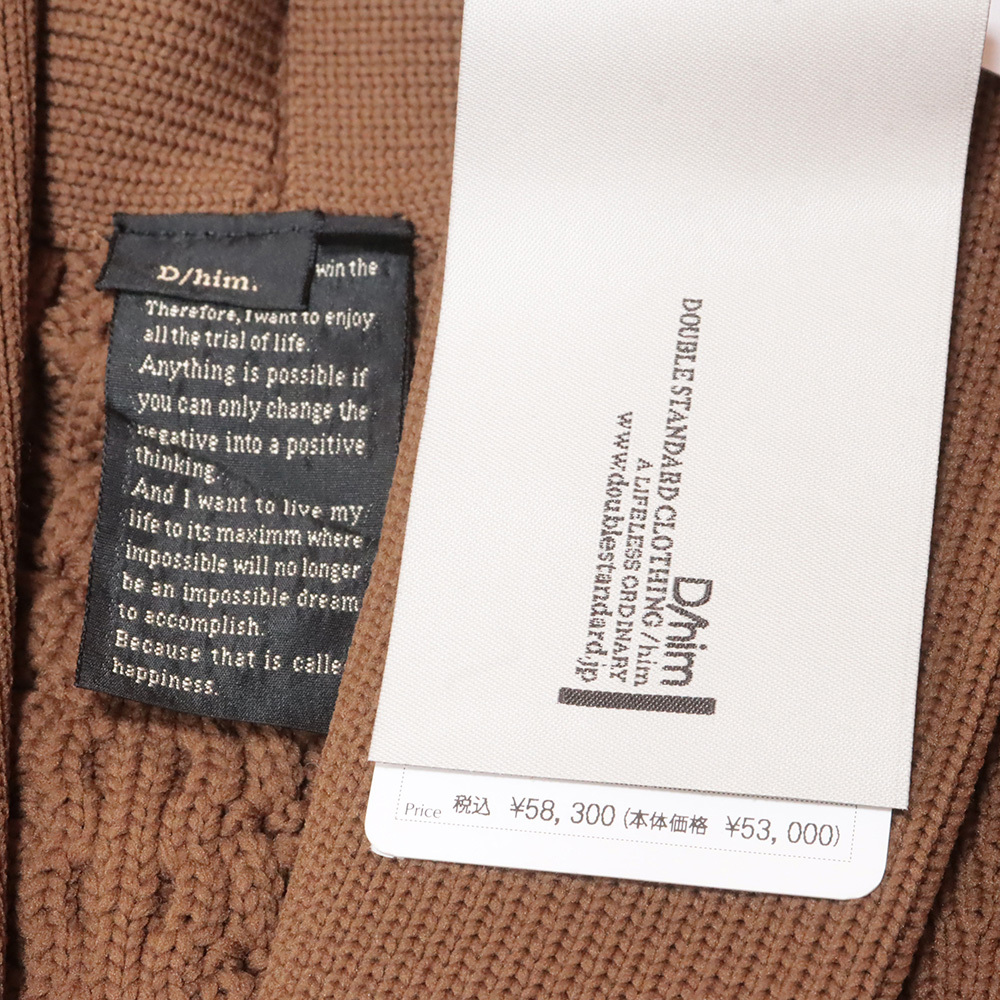 D/him.
win the
Therefore, I want to enjoy
all the trial of life.
Anything is possible if
you can only change the
negative into a positive
thinking.
And I want to live my
life to its maximm where
impossible will no longer
be an impossible dream
to accomplish.
Because that is calle
happiness.
DOUBLE STANDARD CLOTHING /him
A LIFELESS ORDINARY
www.doublestandard.jp
D/him
Price 税込 ¥58,300 (本体価格 ¥53,000)